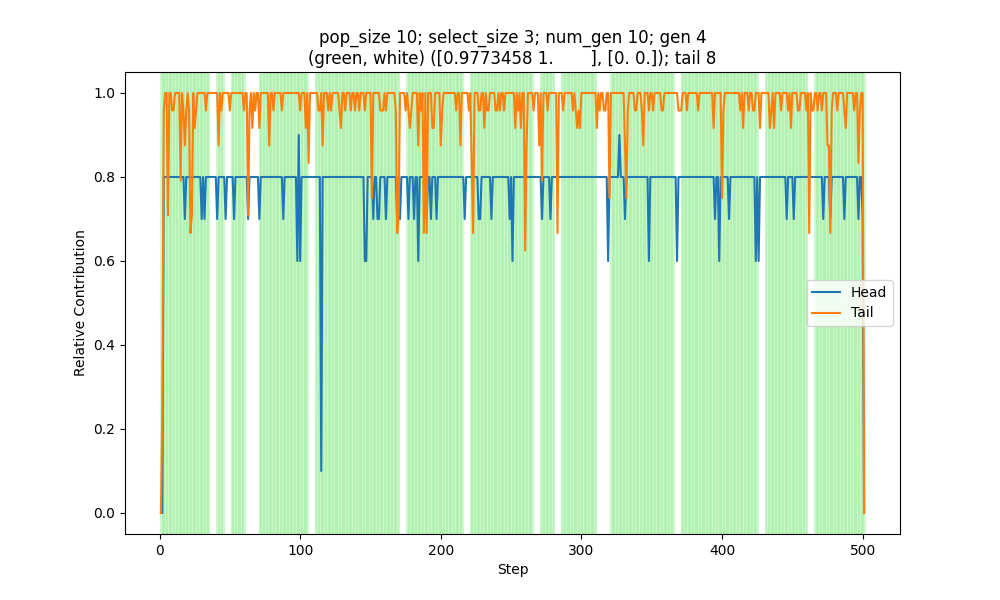 pop_size 10; select_size 3; num_gen 10; gen 4
(green, white) ([0.9773458 1.        ], [0. 0.]); tail 8
Relative Contribution
1.0
0.8
0.6
0.4
0.2
0.0
Head
Tail
0 100 200 300 400 500
Step